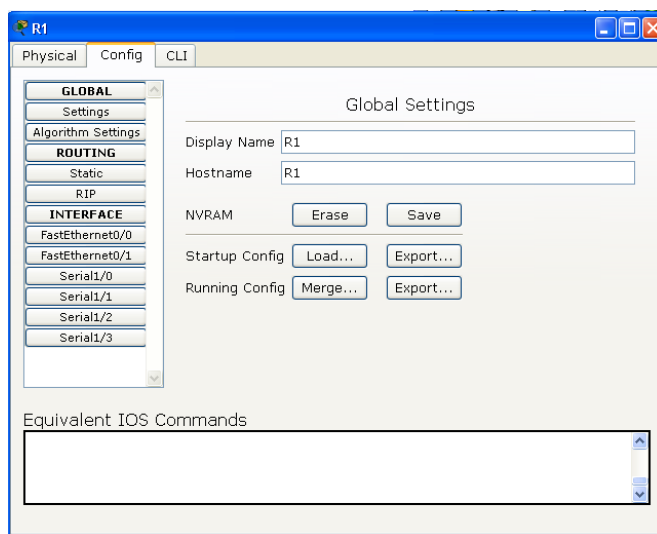 R1
Physical Config CLI
GLOBAL
Settings
Algorithm Settings
ROUTING
Static
RIP
INTERFACE
FastEthernet0/0
FastEthernet0/1
Serial1/0
Serial1/1
Serial1/2
Serial1/3
Global Settings
Display Name R1
Hostname R1
NVRAM Erase Save
Startup Config Load... Export...
Running Config Merge... Export...
Equivalent IOS Commands